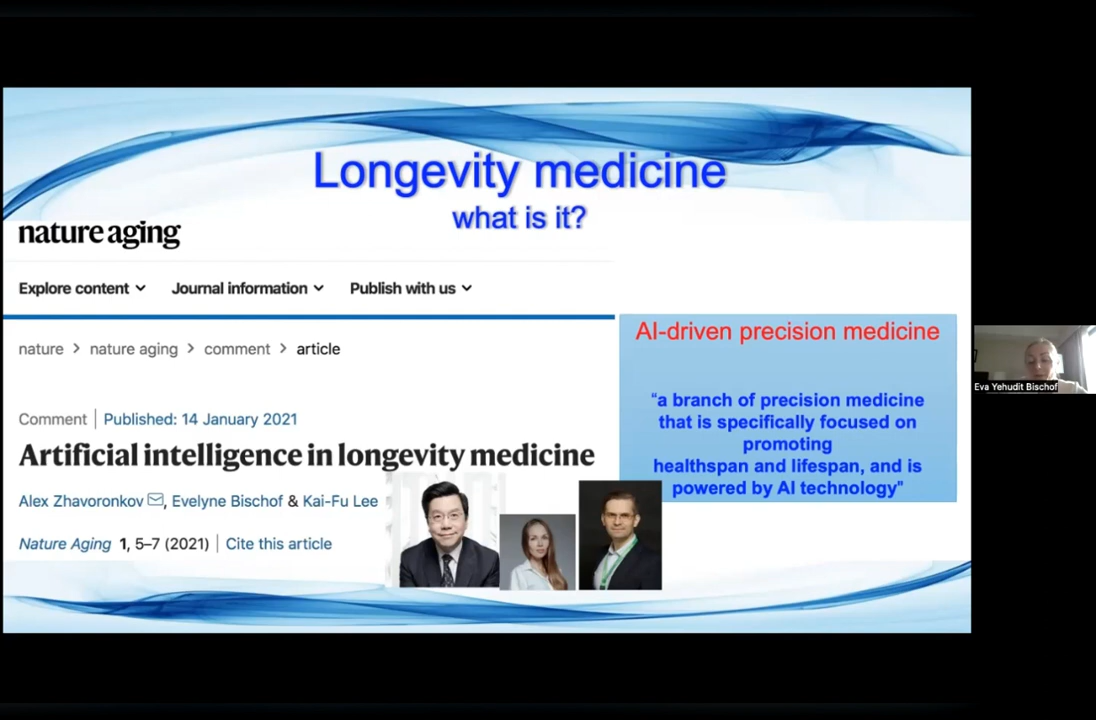 Longevity medicine
what is it?
nature aging
Explore content
Journal information
Publish with us
nature > nature aging > comment > article
Comment | Published: 14 January 2021
Artificial intelligence in longevity medicine
Alex Zhavoronkov, Evelyne Bischof & Kai-Fu Lee
Nature Aging 1, 5–7 (2021) | Cite this article
AI-driven precision medicine
“a branch of precision medicine
that is specifically focused on
promoting
healthspan and lifespan, and is
powered by AI technology”
Eva Yehudit Bischof